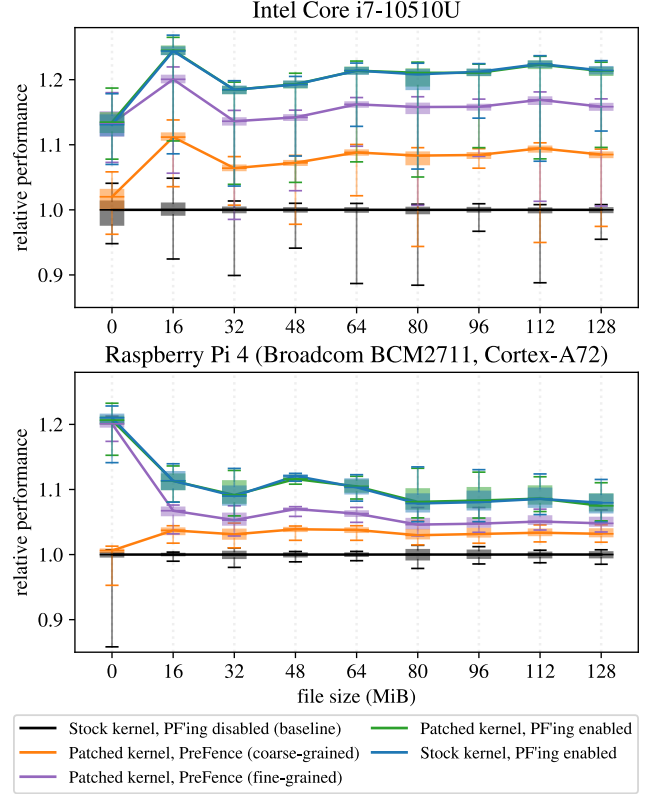 Intel Core i7-10510U
relative performance
1.2
1.1
1.0
0.9
0 16 32 48 64 80 96 112 128
Raspberry Pi 4 (Broadcom BCM2711, Cortex-A72)
relative performance
1.2
1.1
1.0
0.9
0 16 32 48 64 80 96 112 128
file size (MiB)
Stock kernel, PF'ing disabled (baseline)
Patched kernel, PreFence (coarse-grained)
Patched kernel, PreFence (fine-grained)
Patched kernel, PF'ing enabled
Stock kernel, PF'ing enabled